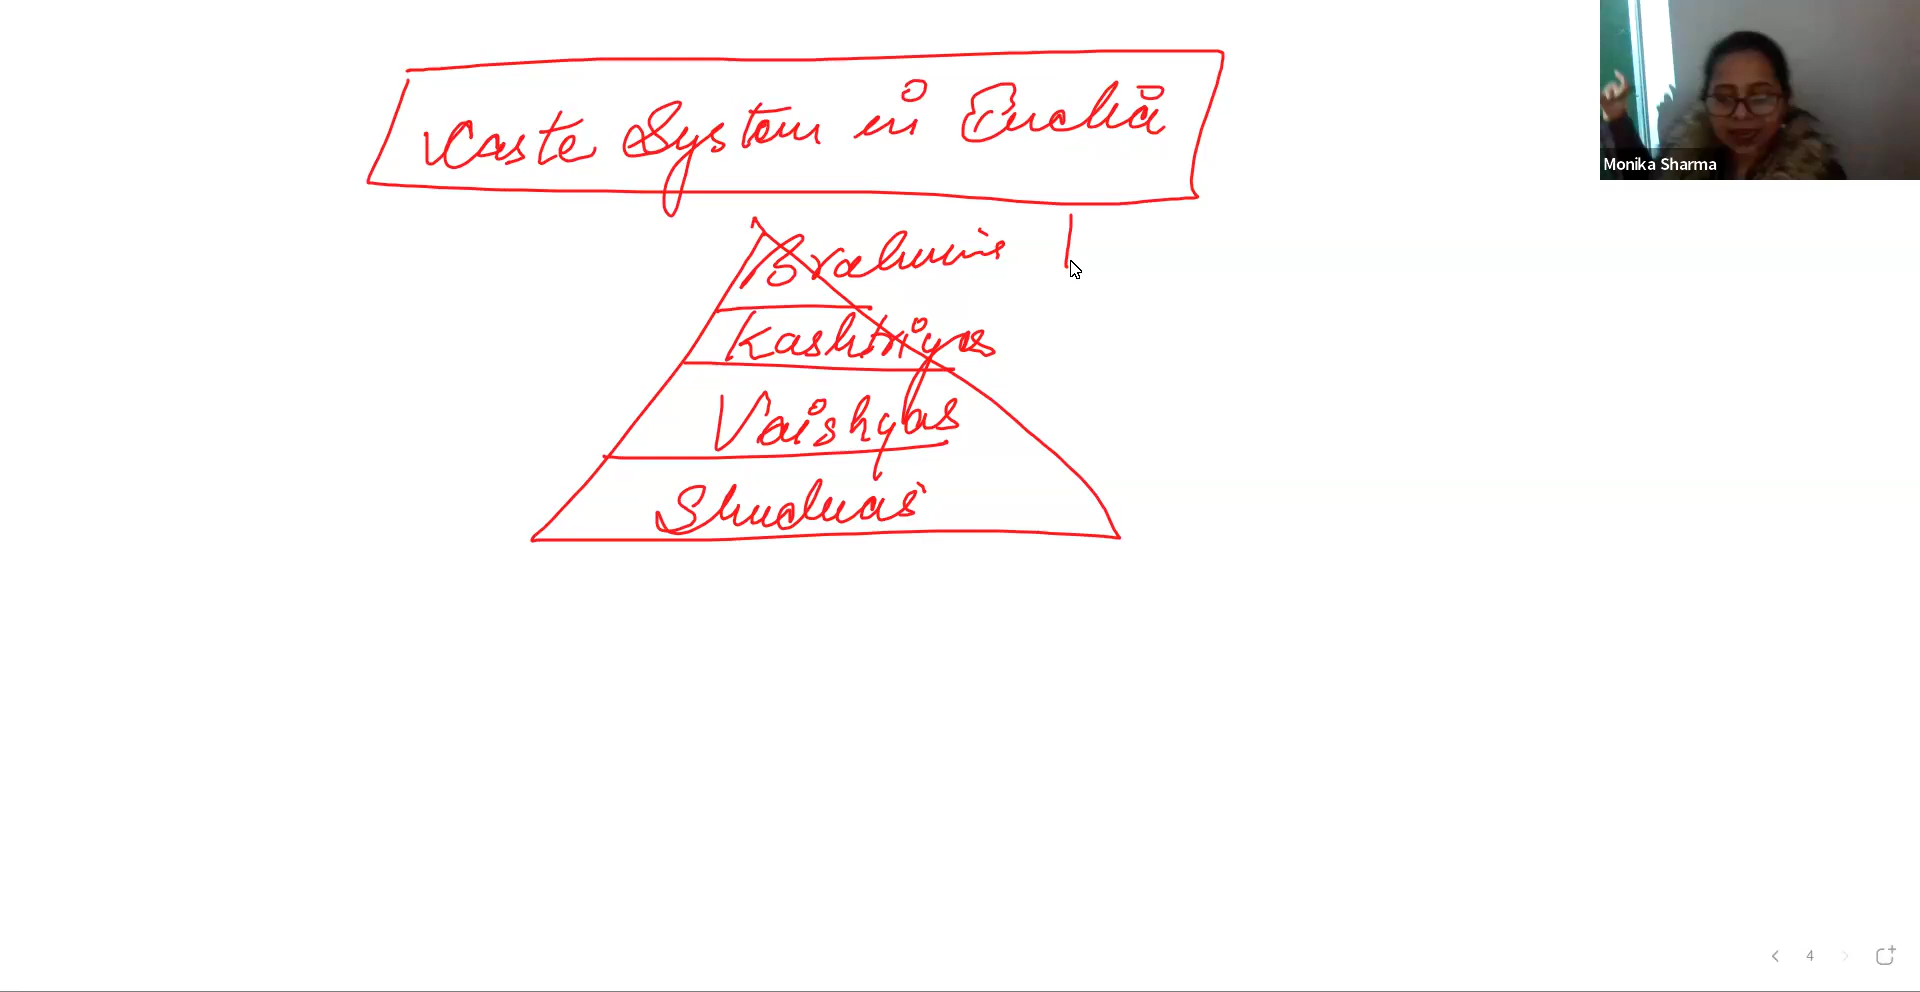 Caste System in India
Brahmins
Kashtriyas
Vaishyas
Shudras
Monika Sharma
4